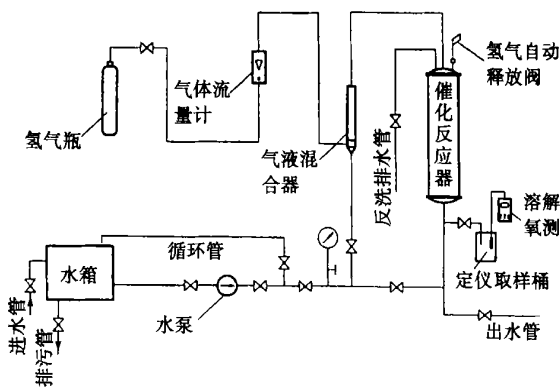 氢气自动
释放阀
气体流
量计
氢气瓶
气液混
合器
反洗排水管
催化反应器
溶解
氧测
定仪取样桶
循环管
水箱
水泵
进水管
排污管
出水管